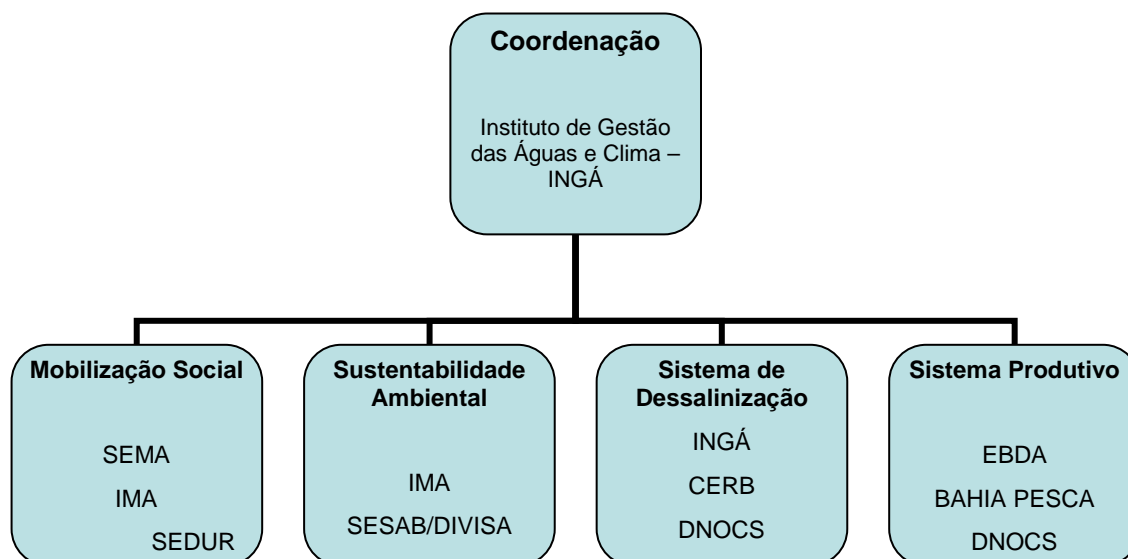 Coordenação
Instituto de Gestão
das Águas e Clima –
INGÁ
Mobilização Social
SEMA
IMA
SEDUR
Sustentabilidade
Ambiental
IMA
SESAB/DIVISA
Sistema de
Dessalinização
INGÁ
CERB
DNOCS
Sistema Produtivo
EBDA
BAHIA PESCA
DNOCS